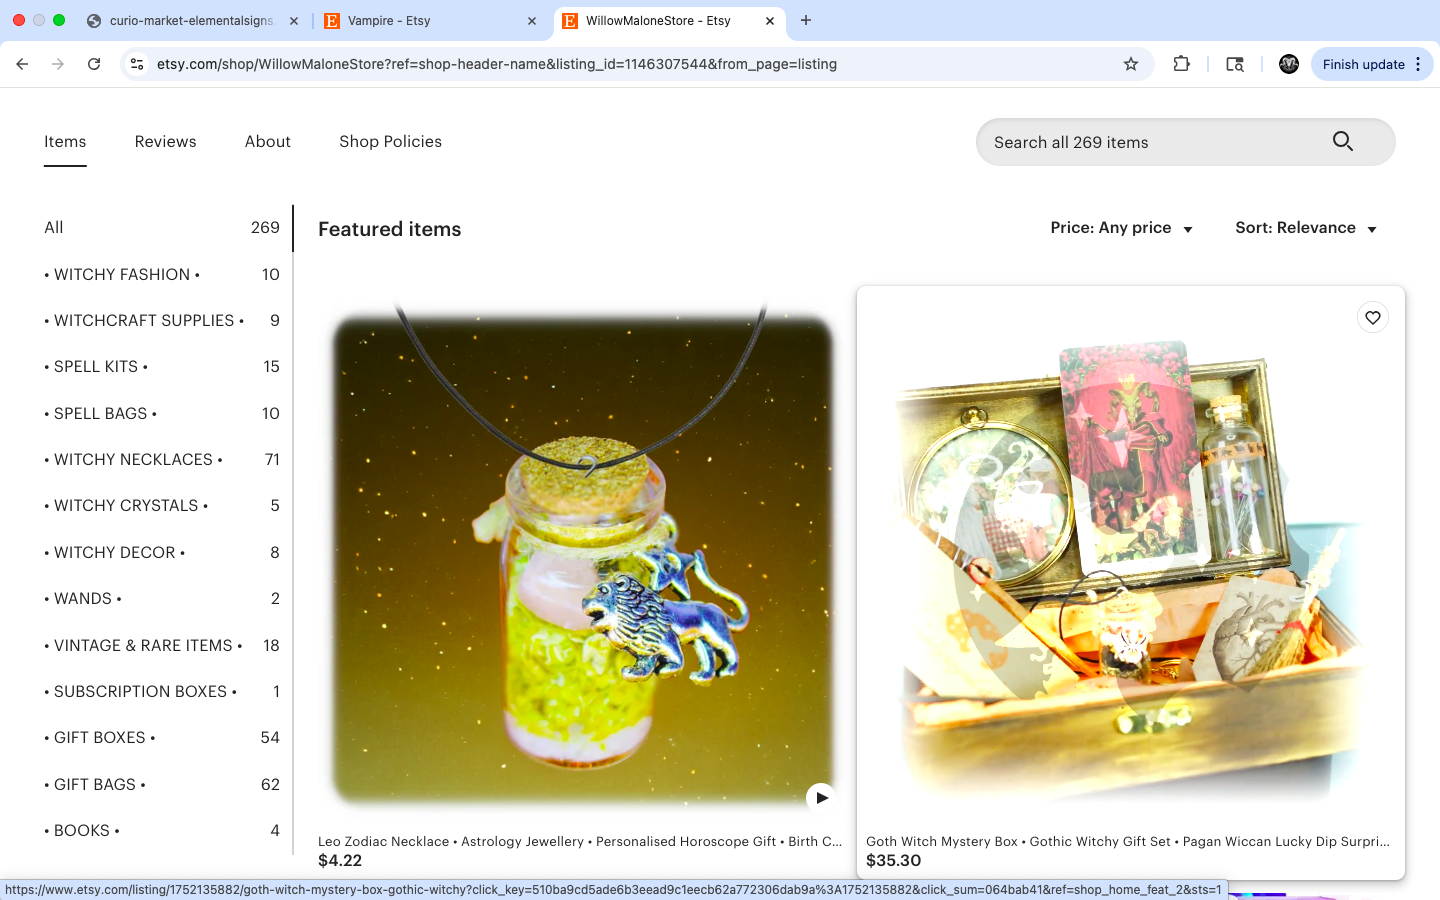 curio-market-elementalsigns
Vampire - Etsy
WillowMaloneStore - Etsy
etsy.com/shop/WillowMaloneStore?ref=shop-header-name&listing_id=1146307544&from_page=listing
Finish update
Items
Reviews
About
Shop Policies
Search all 269 items
All 269
• WITCHY FASHION • 10
• WITCHCRAFT SUPPLIES • 9
• SPELL KITS • 15
• SPELL BAGS • 10
• WITCHY NECKLACES • 71
• WITCHY CRYSTALS • 5
• WITCHY DECOR • 8
• WANDS • 2
• VINTAGE & RARE ITEMS • 18
• SUBSCRIPTION BOXES • 1
• GIFT BOXES • 54
• GIFT BAGS • 62
• BOOKS • 4
Featured items
Price: Any price
Sort: Relevance
Leo Zodiac Necklace • Astrology Jewellery • Personalised Horoscope Gift • Birth C...
$4.22
Goth Witch Mystery Box • Gothic Witchy Gift Set • Pagan Wiccan Lucky Dip Surpri...
$35.30
https://www.etsy.com/listing/1752135882/goth-witch-mystery-box-gothic-witchy?click_key=510ba9cd5ade6b3eead9c1eecb62a772306dab9a%3A1752135882&click_sum=064bab41&ref=shop_home_feat_2&sts=1